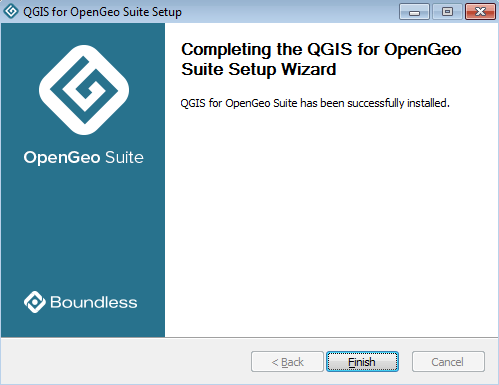 QGIS for OpenGeo Suite Setup
Completing the QGIS for OpenGeo
Suite Setup Wizard
QGIS for OpenGeo Suite has been successfully installed.
OpenGeo Suite
Boundless
< Back
Finish
Cancel